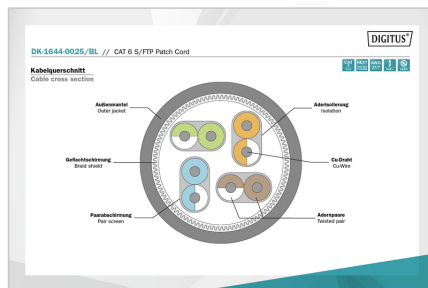 DIGITUS®
DK-1644-0025/BL // CAT 6 S/FTP Patch Cord
Kabelquerschnitt
Cable cross section
Außenmantel
Outer jacket
Aderisolierung
Isolation
Geflechtschirmung
Braid shield
Cu-Draht
Cu-Wire
Paarabschirmung
Pair screen
Adernpaare
Twisted pair